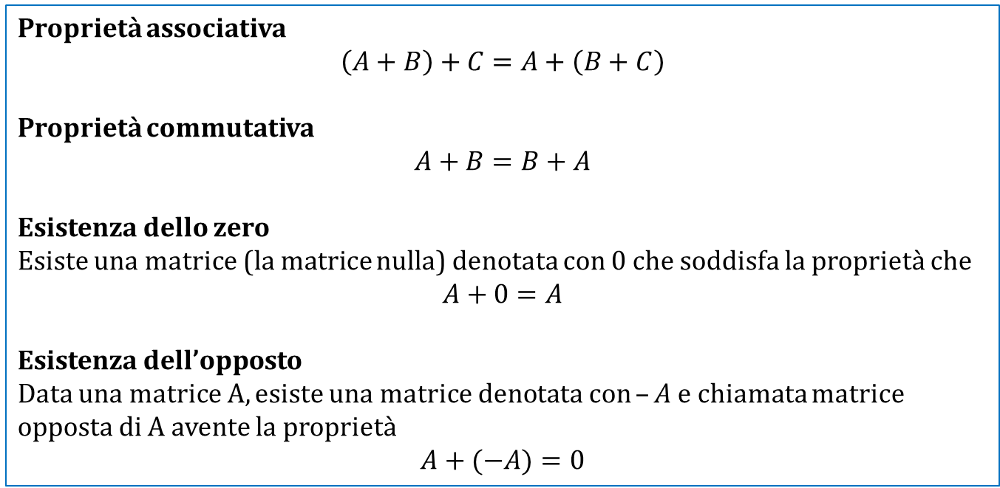 Proprietà associativa
(A + B) + C = A + (B + C)
Proprietà commutativa
A + B = B + A
Esistenza dello zero
Esiste una matrice (la matrice nulla) denotata con 0 che soddisfa la proprietà che
A + 0 = A
Esistenza dell’opposto
Data una matrice A, esiste una matrice denotata con – A e chiamata matrice
opposta di A avente la proprietà
A + (−A) = 0